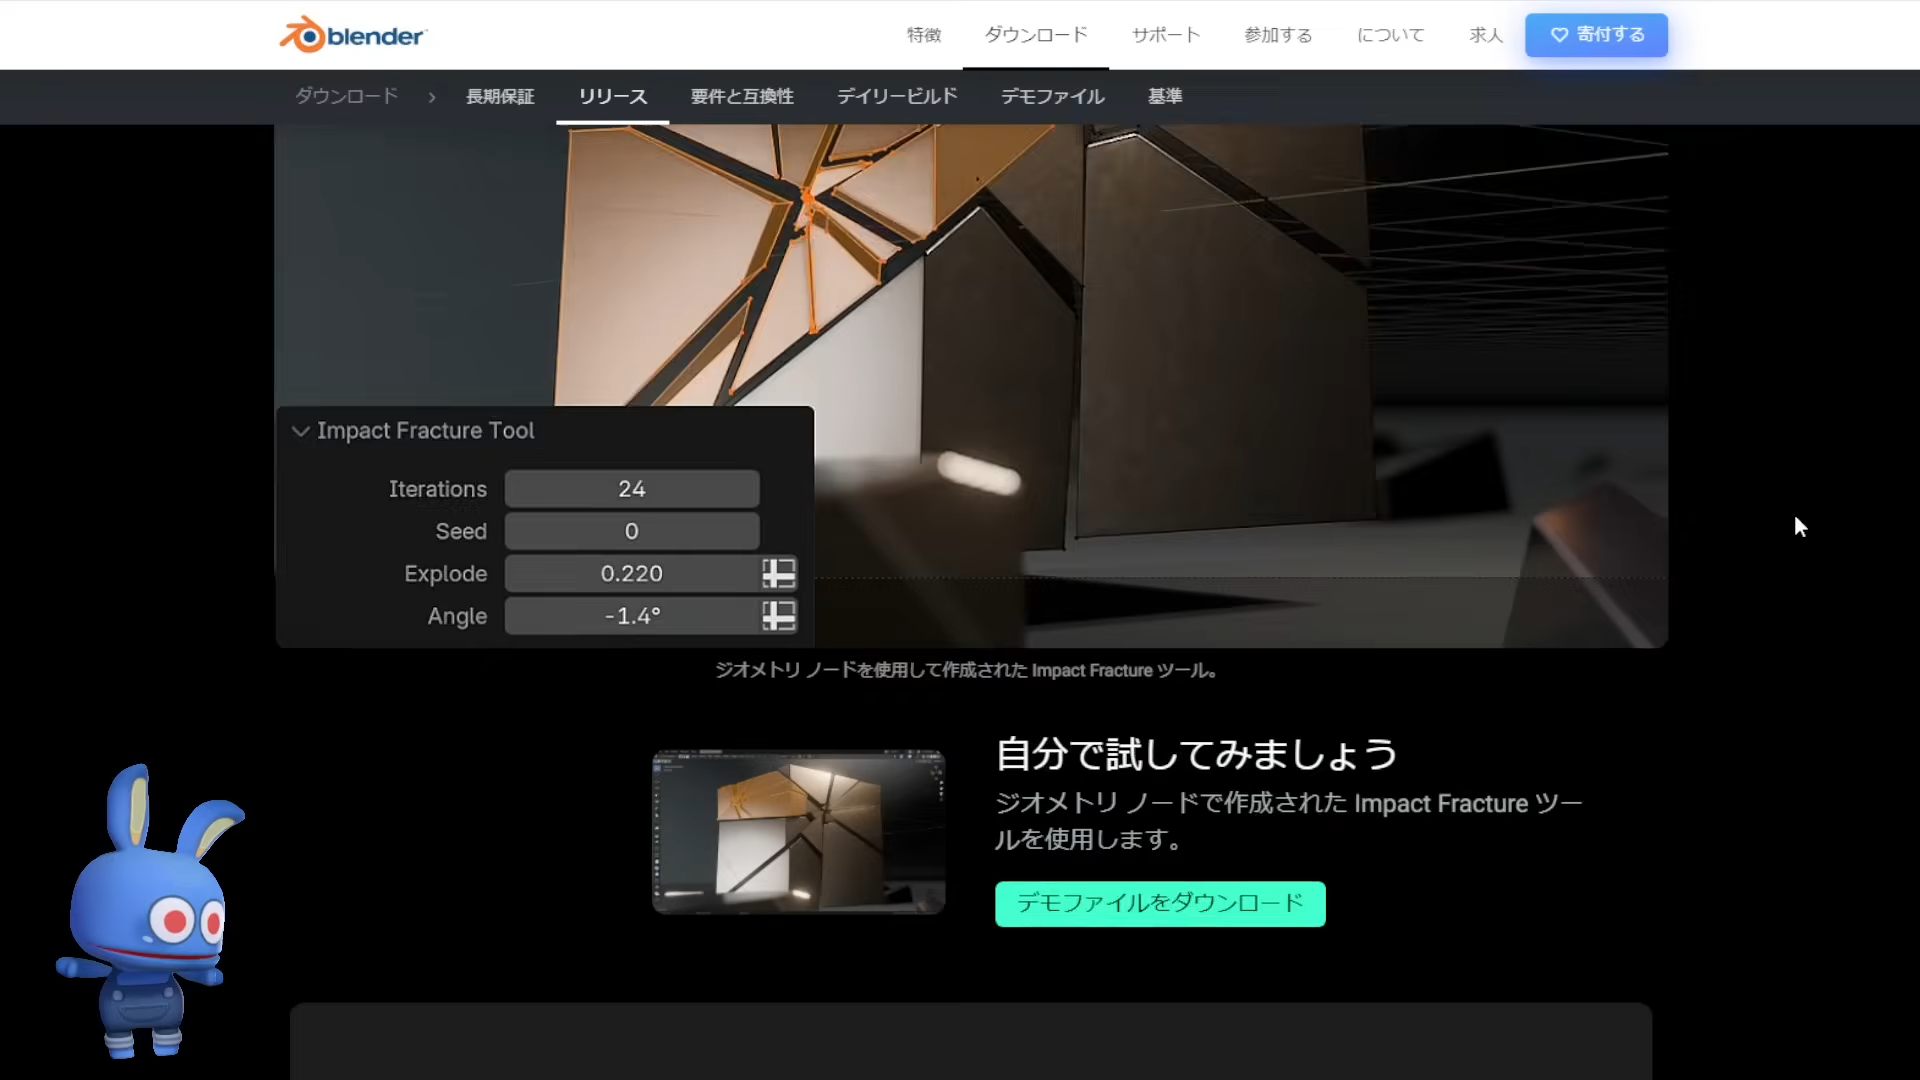 blender
特徴
ダウンロード
サポート
参加する
について
求人
寄付する
ダウンロード
長期保証
リリース
要件と互換性
デイリービルド
デモファイル
基準
Impact Fracture Tool
Iterations 24
Seed 0
Explode 0.220
Angle -1.4°
ジオメトリ ノードを使用して作成された Impact Fracture ツール。
自分で試してみましょう
ジオメトリ ノードで作成された Impact Fracture ツー
ルを使用します。
デモファイルをダウンロード